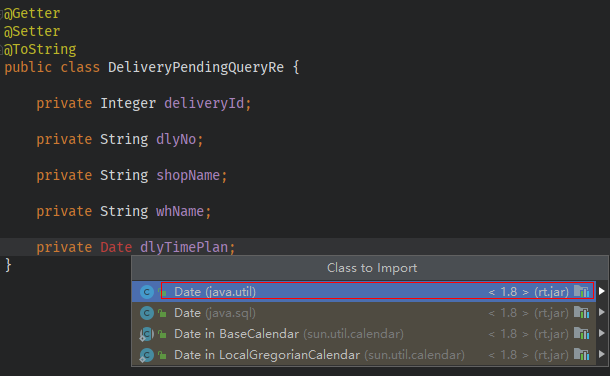 @Getter
@Setter
@ToString
public class DeliveryPendingQueryRe {
private Integer deliveryId;
private String dlyNo;
private String shopName;
private String whName;
private Date dlyTimePlan;
}
Class to Import
Date (java.util) < 1.8 > (rt.jar)
Date (java.sql) < 1.8 > (rt.jar)
Date in BaseCalendar (sun.util.calendar) < 1.8 > (rt.jar)
Date in LocalGregorianCalendar (sun.util.calendar) < 1.8 > (rt.jar)